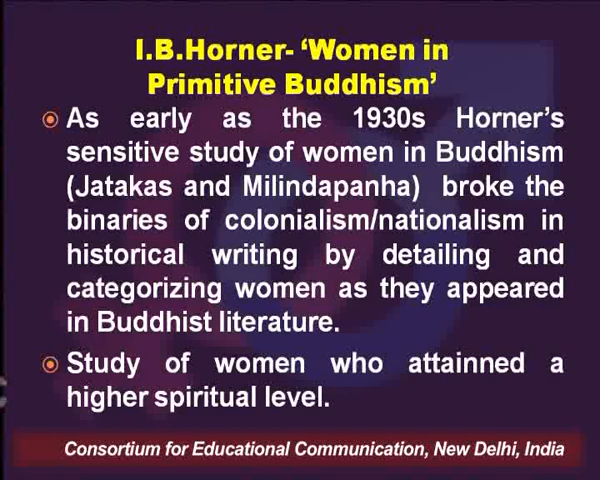 I.B.Horner- ‘Women in
Primitive Buddhism’
As early as the 1930s Horner’s
sensitive study of women in Buddhism
(Jatakas and Milindapanha) broke the
binaries of colonialism/nationalism in
historical writing by detailing and
categorizing women as they appeared
in Buddhist literature.
Study of women who attainned a
higher spiritual level.
Consortium for Educational Communication, New Delhi, India